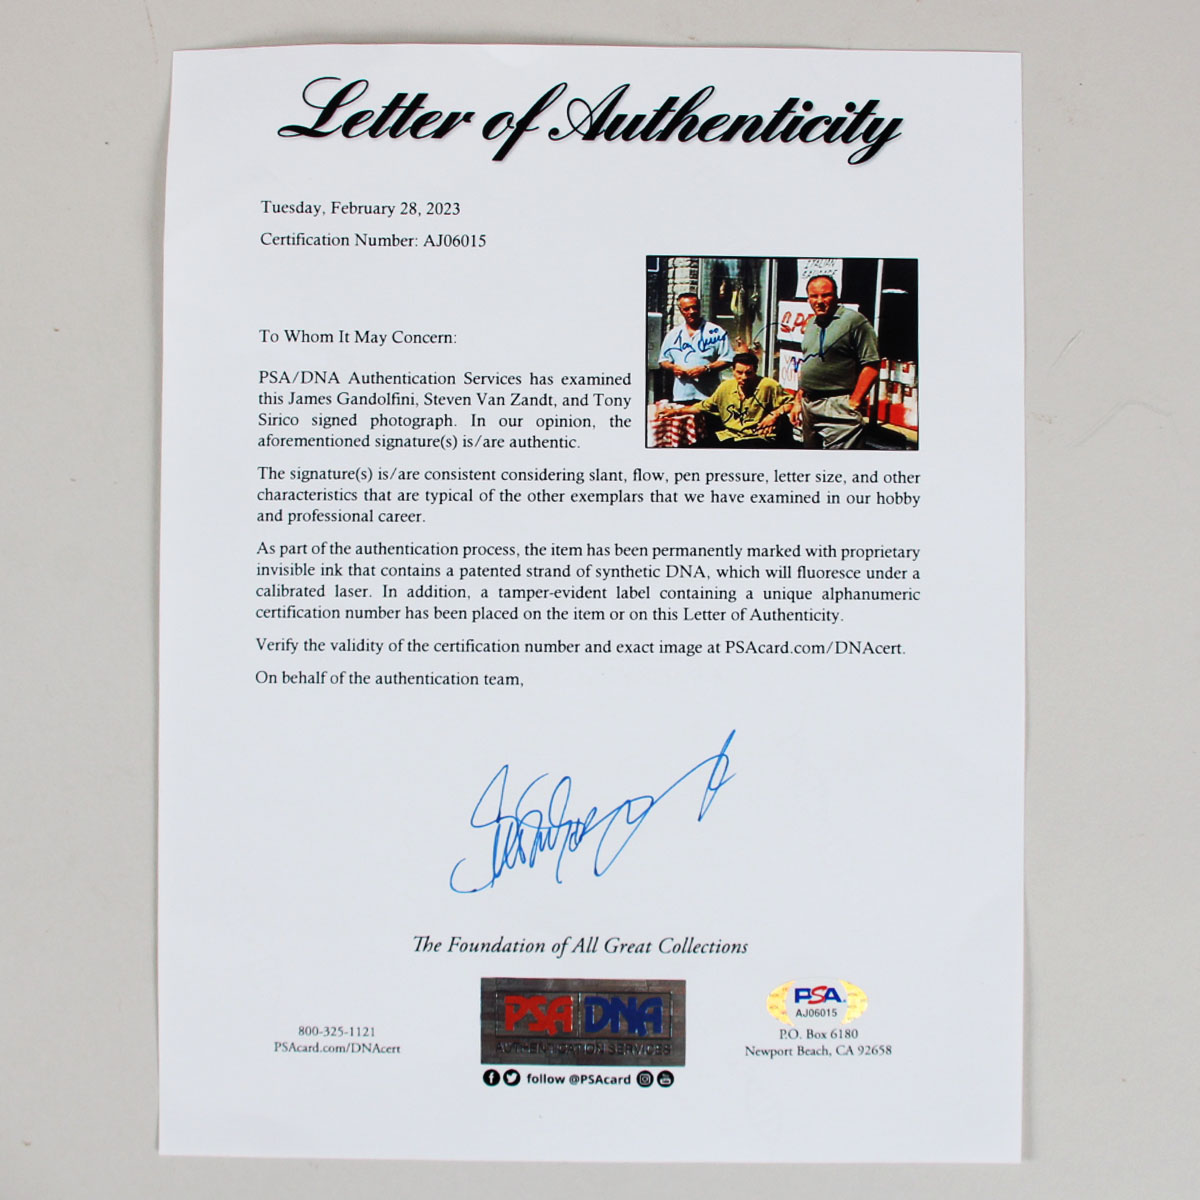 Letter of Authenticity
Tuesday, February 28, 2023
Certification Number: AJ06015
ITALIAN
To Whom It May Concern:
PSA/DNA Authentication Services has examined
this James Gandolfini, Steven Van Zandt, and Tony
Sirico signed photograph. In our opinion, the
aforementioned signature(s) is/are authentic.
The signature(s) is/are consistent considering slant, flow, pen pressure, letter size, and other
characteristics that are typical of the other exemplars that we have examined in our hobby
and professional career.
As part of the authentication process, the item has been permanently marked with proprietary
invisible ink that contains a patented strand of synthetic DNA, which will fluoresce under a
calibrated laser. In addition, a tamper-evident label containing a unique alphanumeric
certification number has been placed on the item or on this Letter of Authenticity.
Verify the validity of the certification number and exact image at PSAcard.com/DNAcert.
On behalf of the authentication team,
The Foundation of All Great Collections
800-325-1121
PSAcard.com/DNAcert
PSA DNA
AUTHENTICATION SERVICES
follow @PSAcard
PSA
AJ06015
P.O. Box 6180
Newport Beach, CA 92658